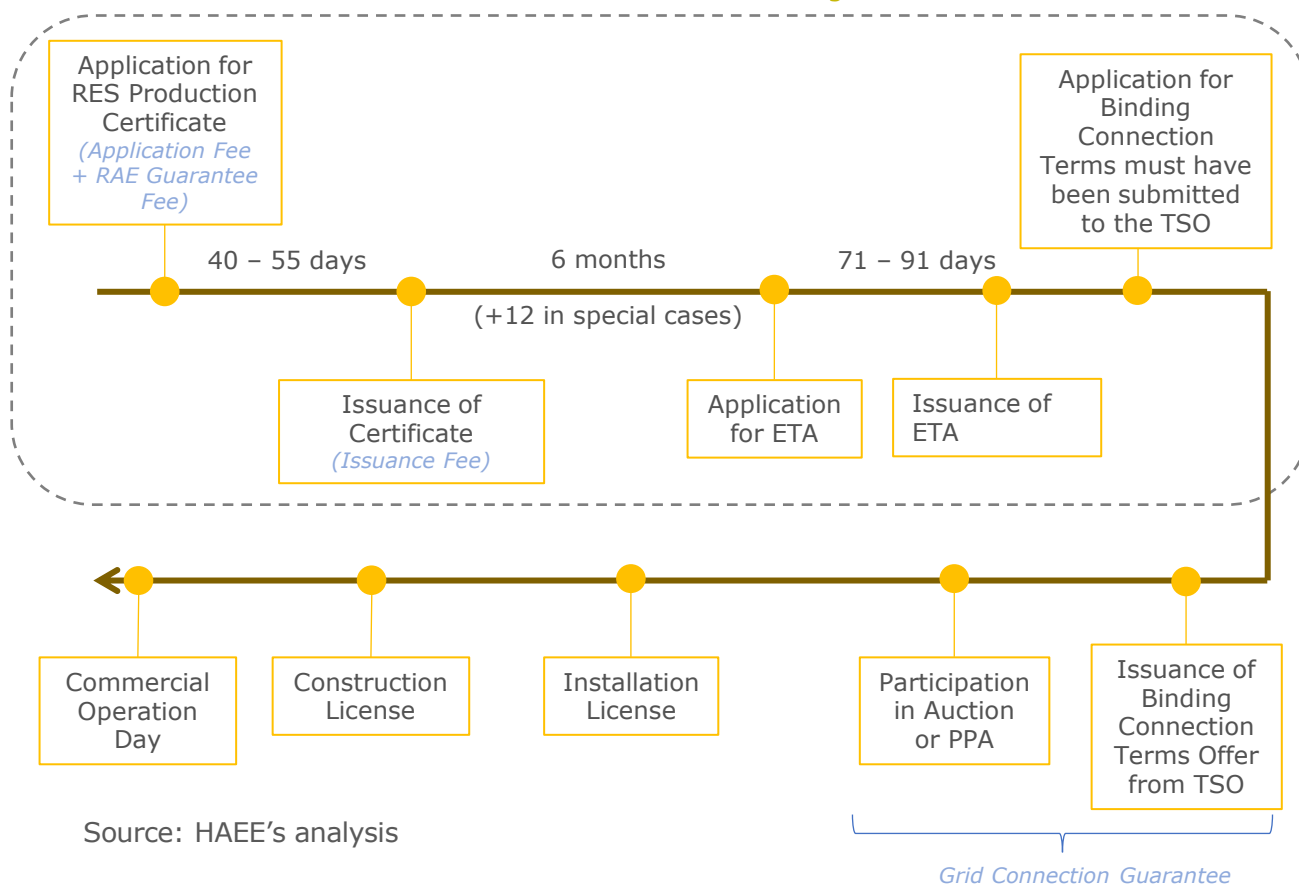 Application for
RES Production
Certificate
(Application Fee
+ RAE Guarantee
Fee)
Application for
Binding
Connection
Terms must have
been submitted
to the TSO
40 – 55 days
6 months
71 – 91 days
(+12 in special cases)
Issuance of
Certificate
(Issuance Fee)
Application
for ETA
Issuance of
ETA
Commercial
Operation
Day
Construction
License
Installation
License
Participation
in Auction
or PPA
Issuance of
Binding
Connection
Terms Offer
from TSO
Source: HAEE’s analysis
Grid Connection Guarantee